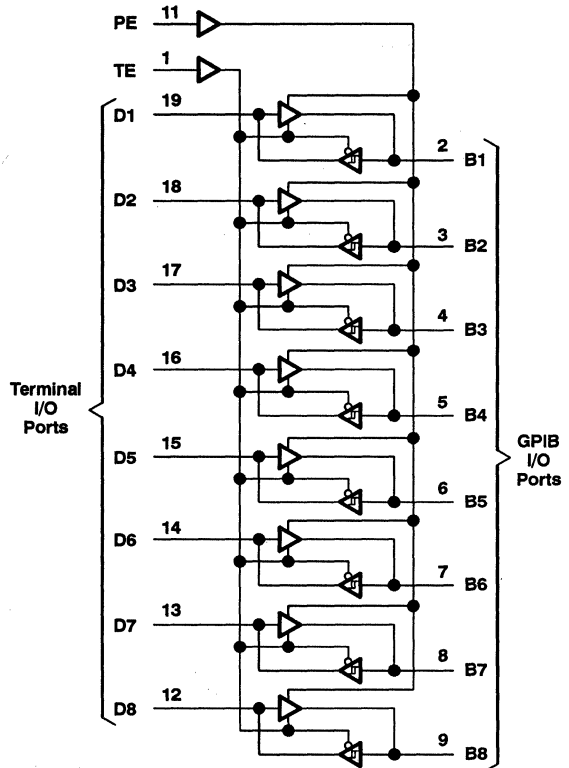 PE 11
TE 1
D1 19
2 B1
D2 18
3 B2
D3 17
4 B3
D4 16
5 B4
Terminal
I/O
Ports
D5 15
6 B5
GPIB
I/O
Ports
D6 14
7 B6
D7 13
8 B7
D8 12
9 B8